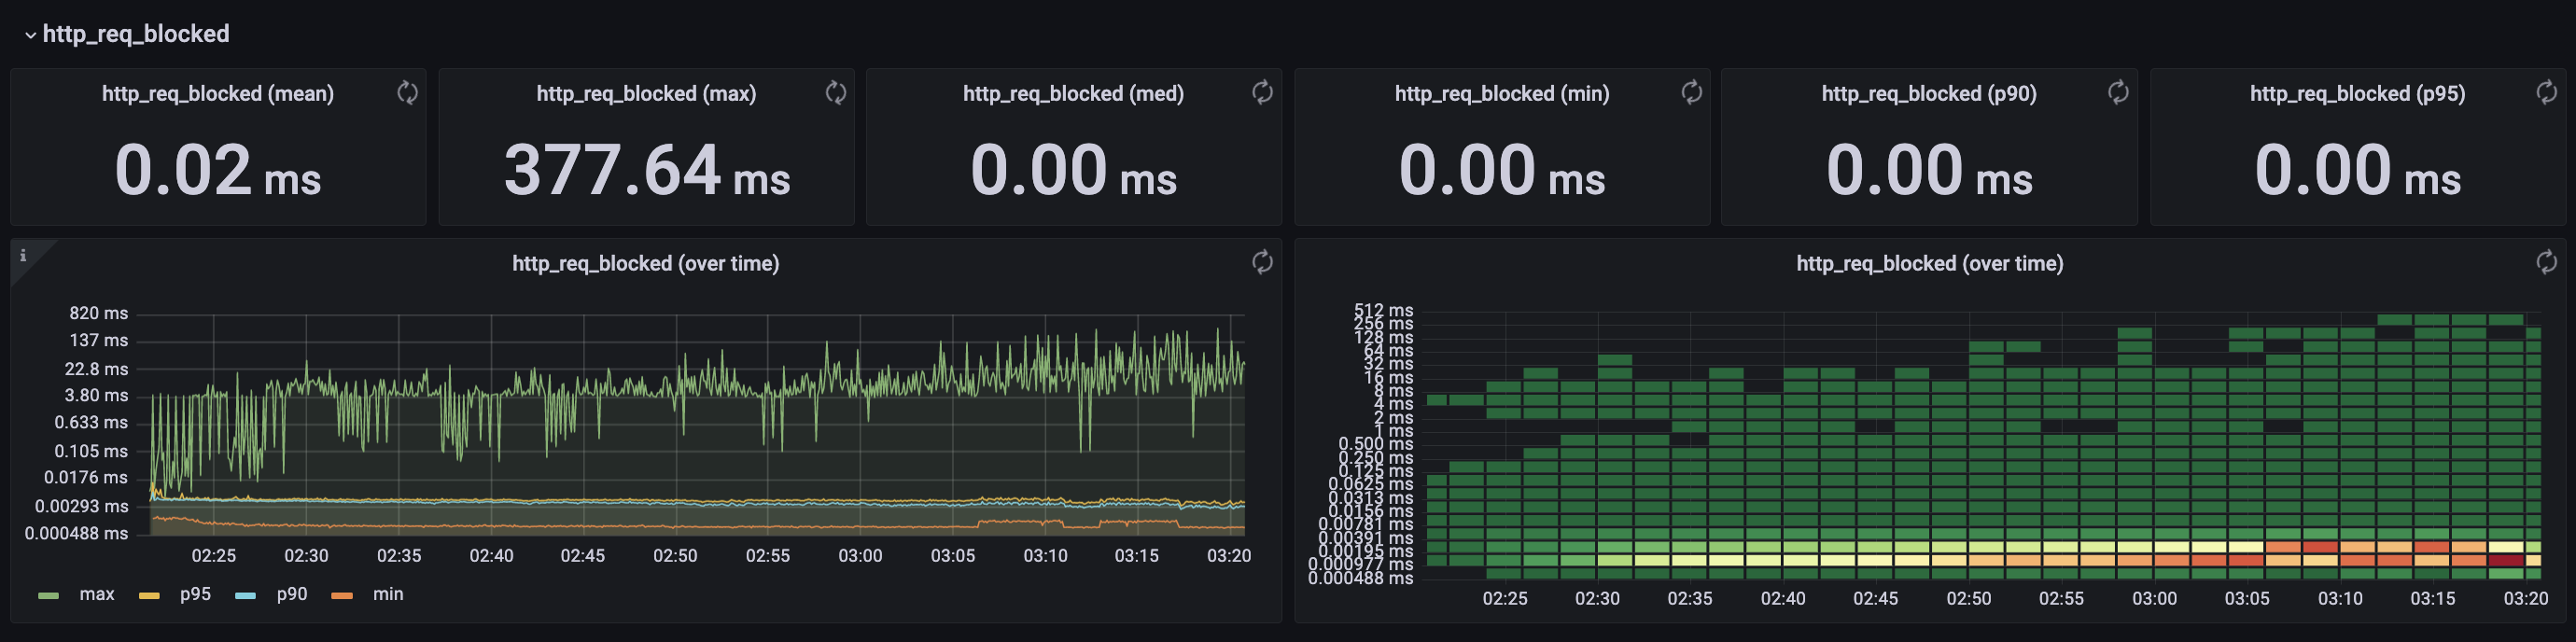 http_req_blocked
http_req_blocked (mean)
0.02 ms
http_req_blocked (max)
377.64 ms
http_req_blocked (med)
0.00 ms
http_req_blocked (min)
0.00 ms
http_req_blocked (p90)
0.00 ms
http_req_blocked (p95)
0.00 ms
i
http_req_blocked (over time)
820 ms
137 ms
22.8 ms
3.80 ms
0.633 ms
0.105 ms
0.0176 ms
0.00293 ms
0.000488 ms
02:25 02:30 02:35 02:40 02:45 02:50 02:55 03:00 03:05 03:10 03:15 03:20
max p95 p90 min
http_req_blocked (over time)
512 ms
256 ms
128 ms
64 ms
32 ms
16 ms
8 ms
4 ms
2 ms
1 ms
0.500 ms
0.250 ms
0.125 ms
0.0625 ms
0.0313 ms
0.0156 ms
0.00781 ms
0.00391 ms
0.00195 ms
0.000977 ms
0.000488 ms
02:25 02:30 02:35 02:40 02:45 02:50 02:55 03:00 03:05 03:10 03:15 03:20